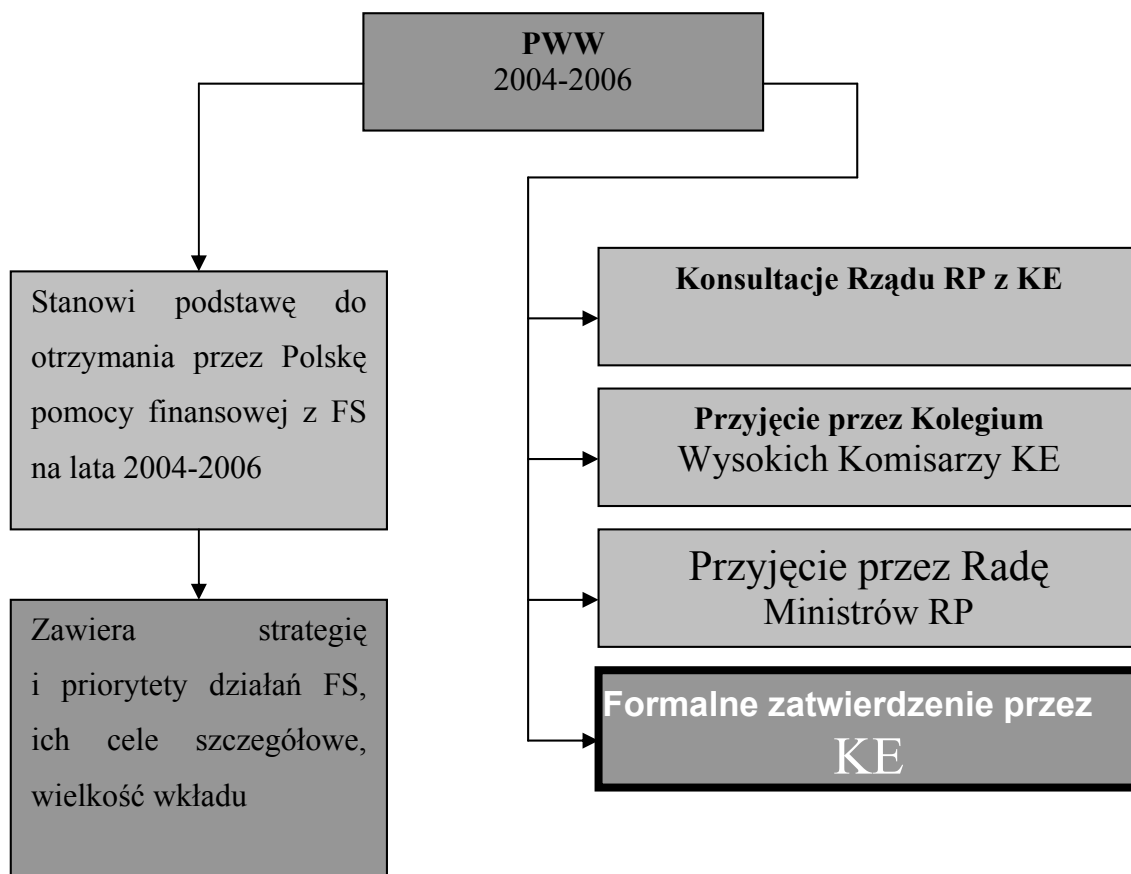 PWW
2004-2006
Stanowi podstawę do
otrzymania przez Polskę
pomocy finansowej z FS
na lata 2004-2006
Zawiera strategię
i priorytety działań FS,
ich cele szczegółowe,
wielkość wkładu
Konsultacje Rządu RP z KE
Przyjęcie przez Kolegium
Wysokich Komisarzy KE
Przyjęcie przez Radę
Ministrów RP
Formalne zatwierdzenie przez
KE